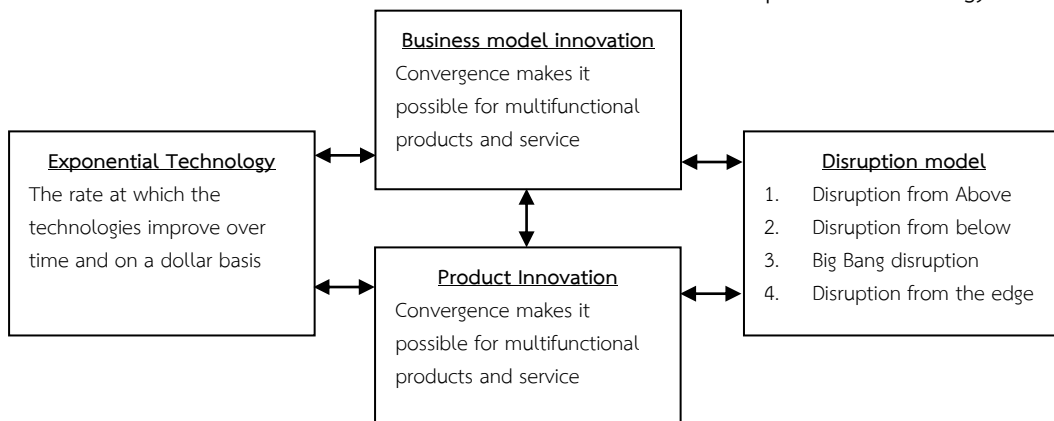 Business model innovation
Convergence makes it
possible for multifunctional
products and service
Exponential Technology
The rate at which the
technologies improve over
time and on a dollar basis
Disruption model
1. Disruption from Above
2. Disruption from below
3. Big Bang disruption
4. Disruption from the edge
Product Innovation
Convergence makes it
possible for multifunctional
products and service